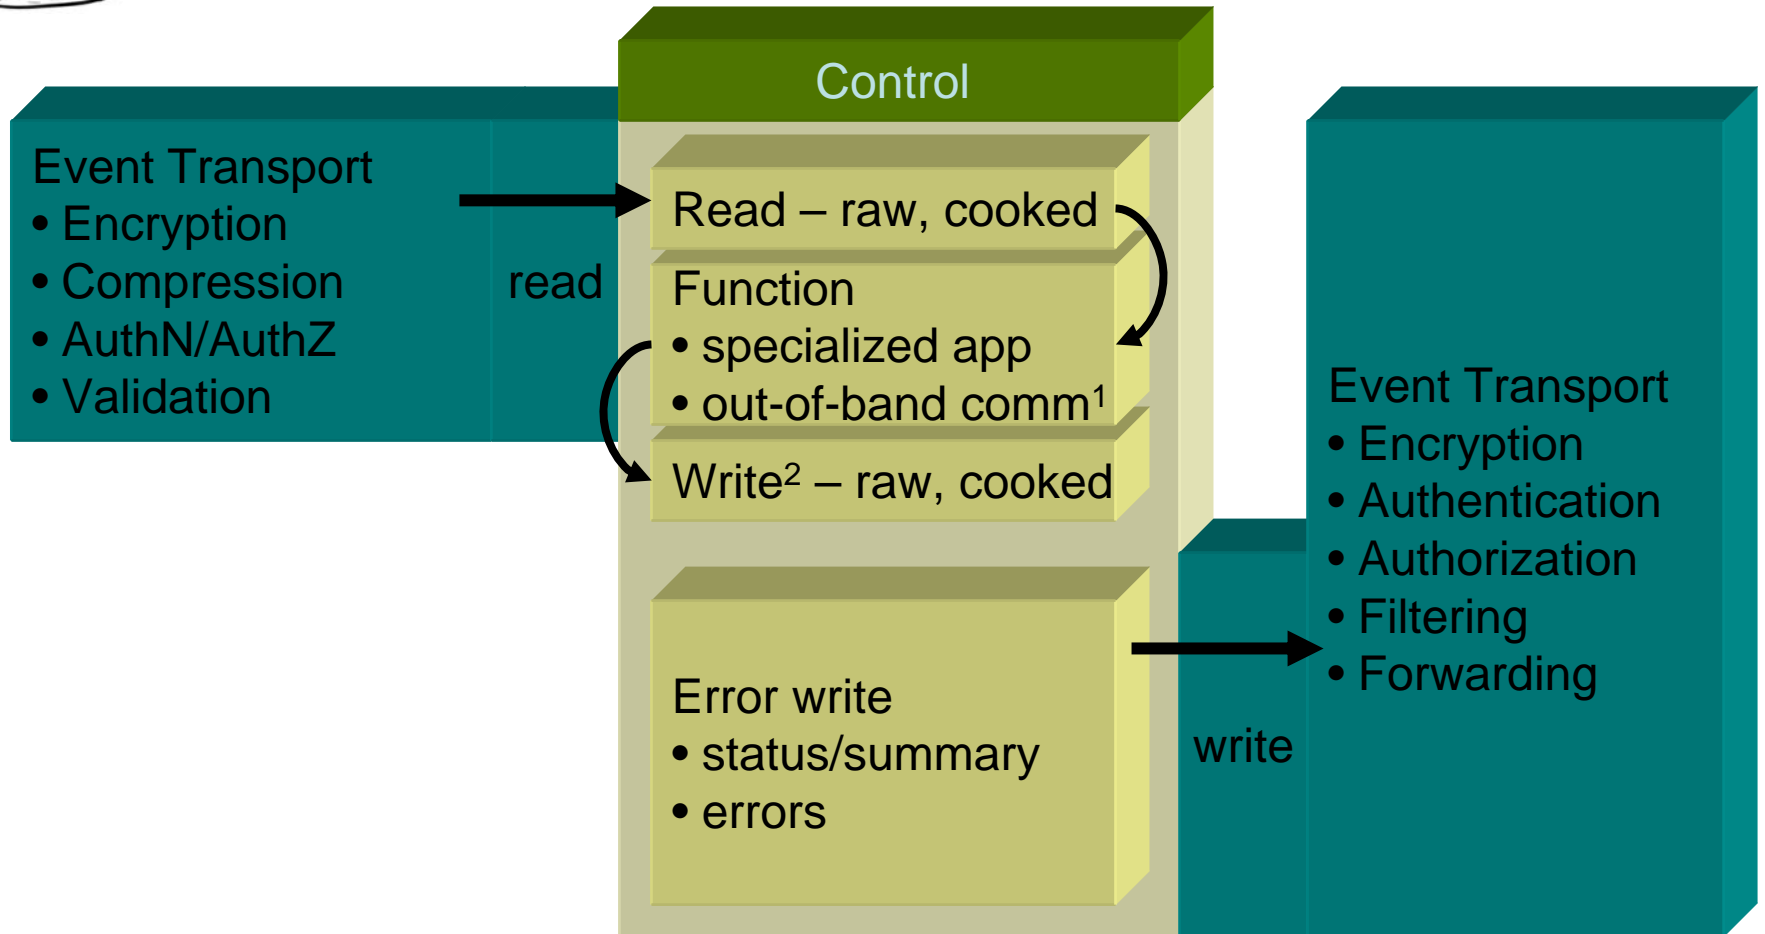 Control
Event Transport
• Encryption
• Compression
• AuthN/AuthZ
• Validation
read
Read – raw, cooked
Function
• specialized app
• out-of-band comm¹
Write² – raw, cooked
Error write
• status/summary
• errors
write
Event Transport
• Encryption
• Authentication
• Authorization
• Filtering
• Forwarding